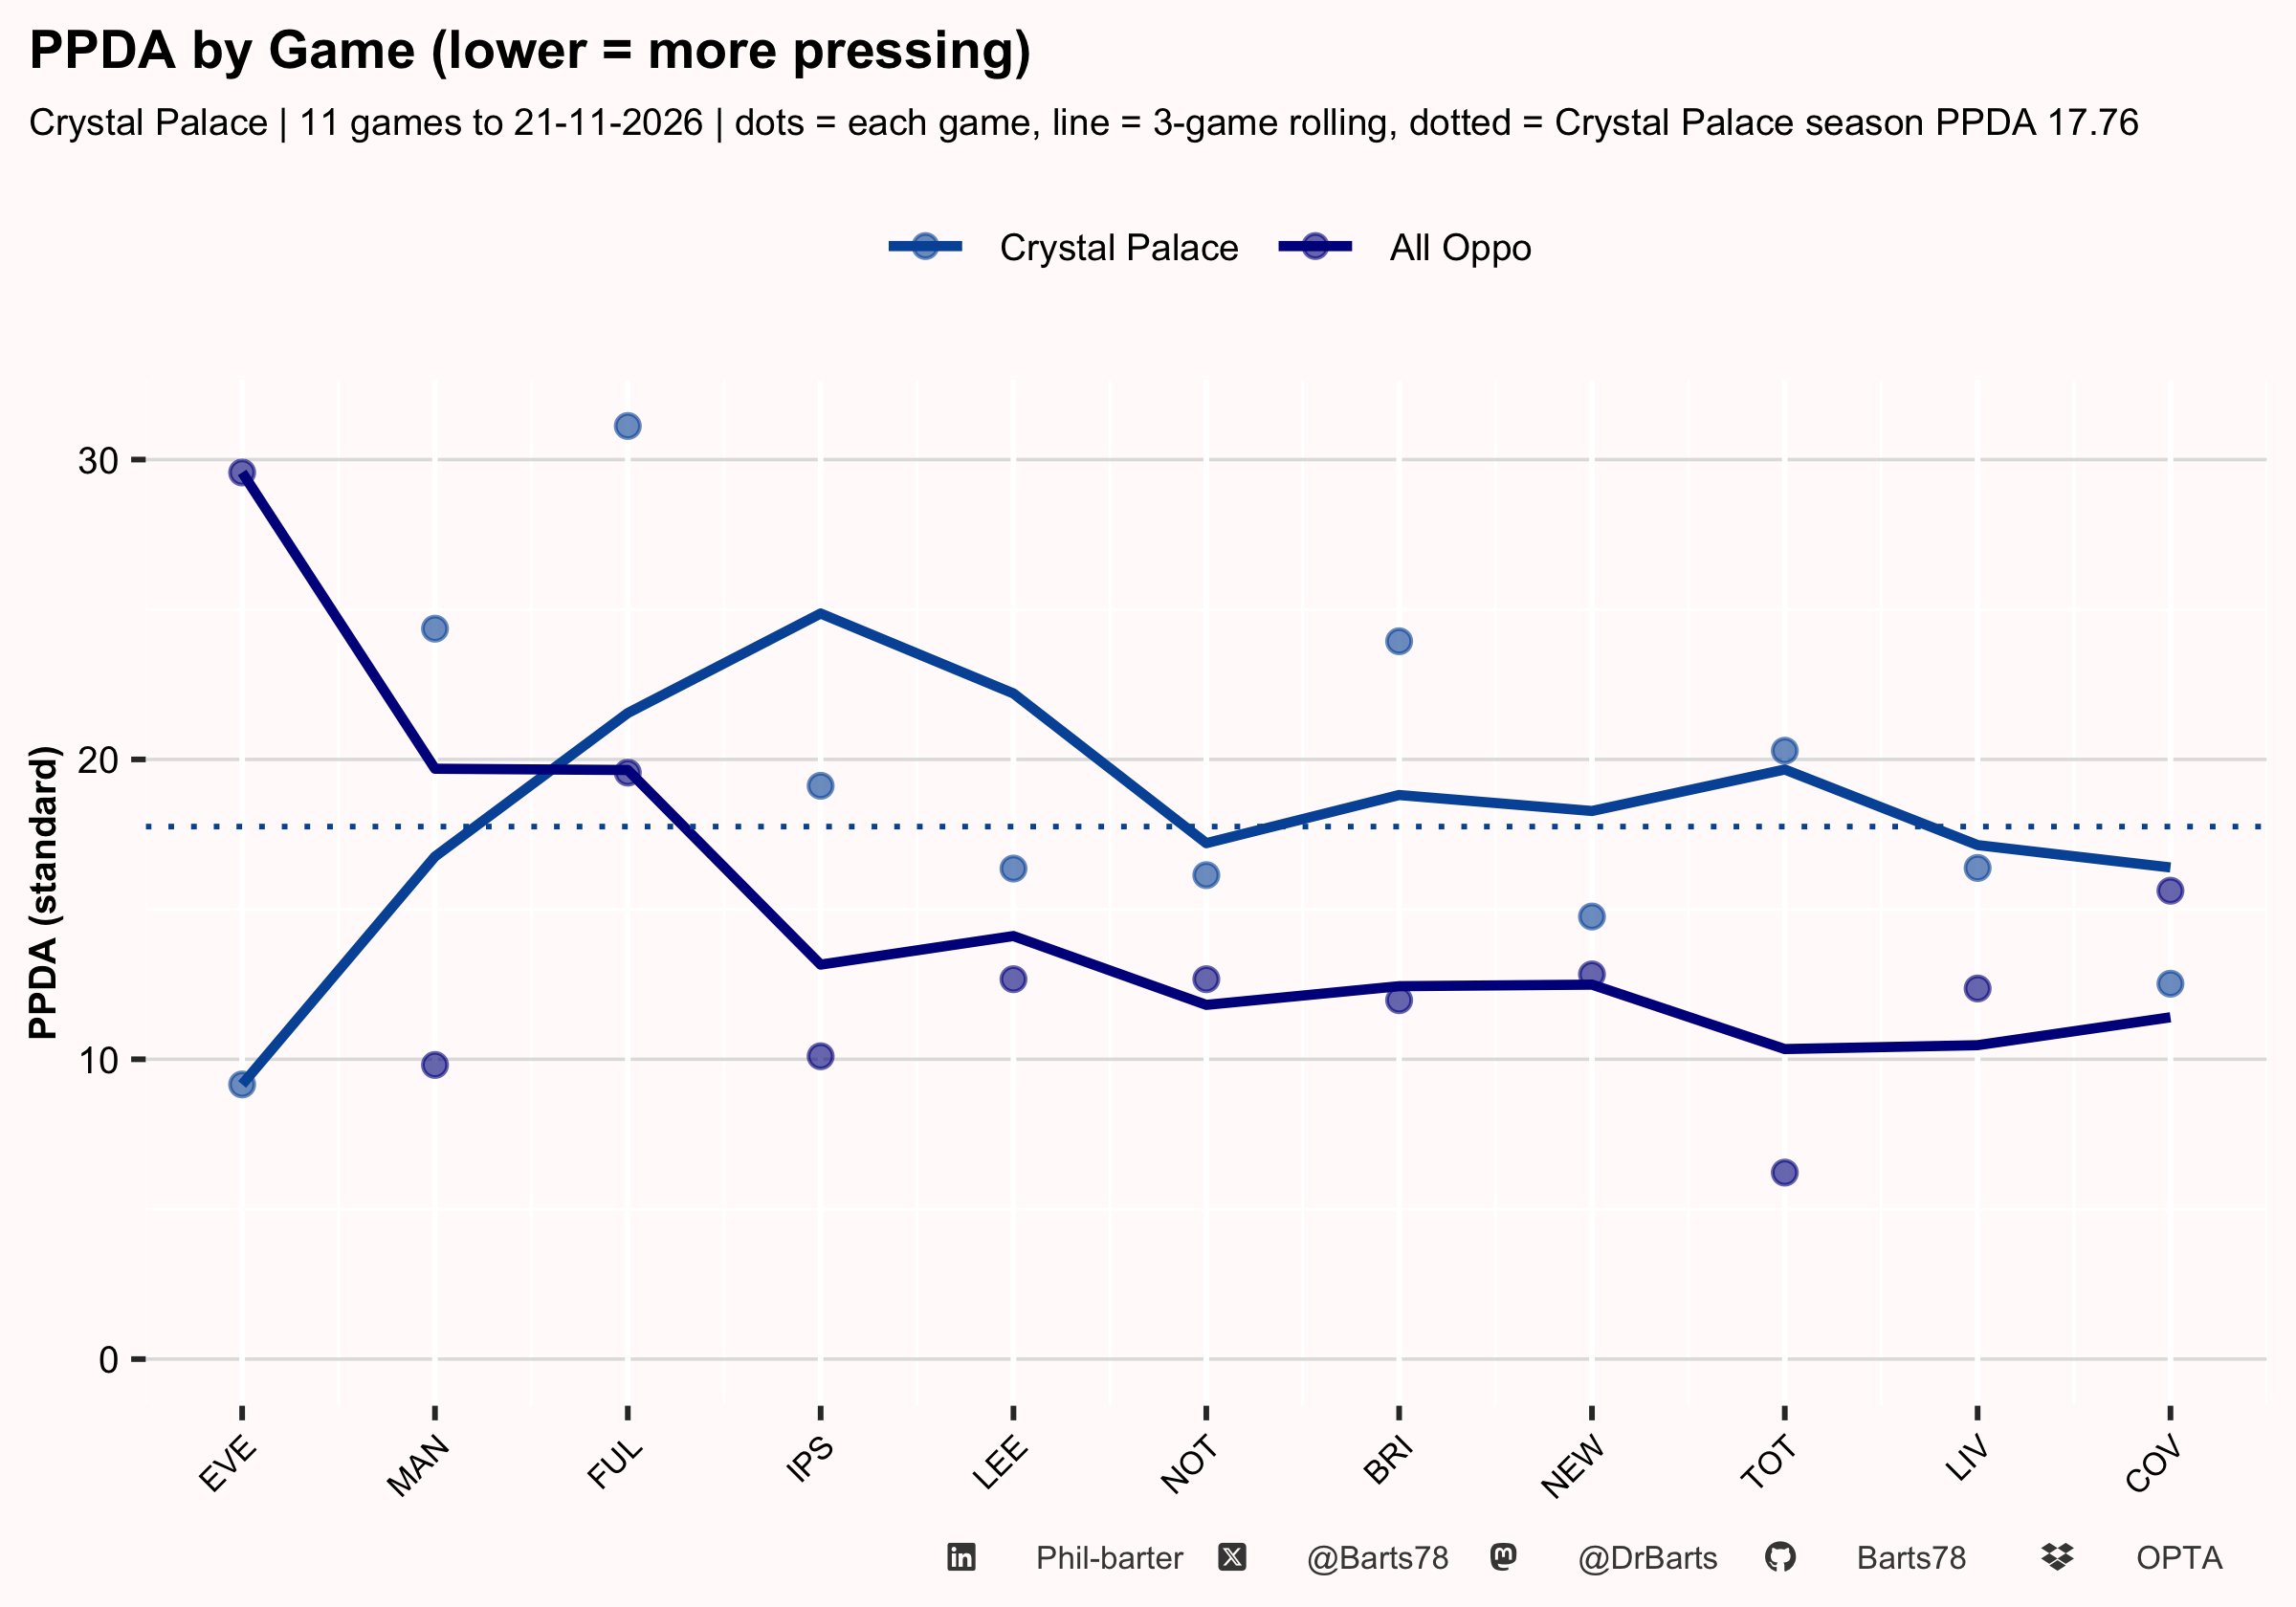 PPDA by Game (lower = more pressing)
Crystal Palace | 11 games to 21-11-2026 | dots = each game, line = 3-game rolling, dotted = Crystal Palace season PPDA 17.76
Crystal Palace All Oppo
PPDA (standard)
30
20
10
0
EVE MAN FUL IPS LEE NOT BRI NEW TOT LIV COV
Phil-barter @Barts78 @DrBarts Barts78 OPTA